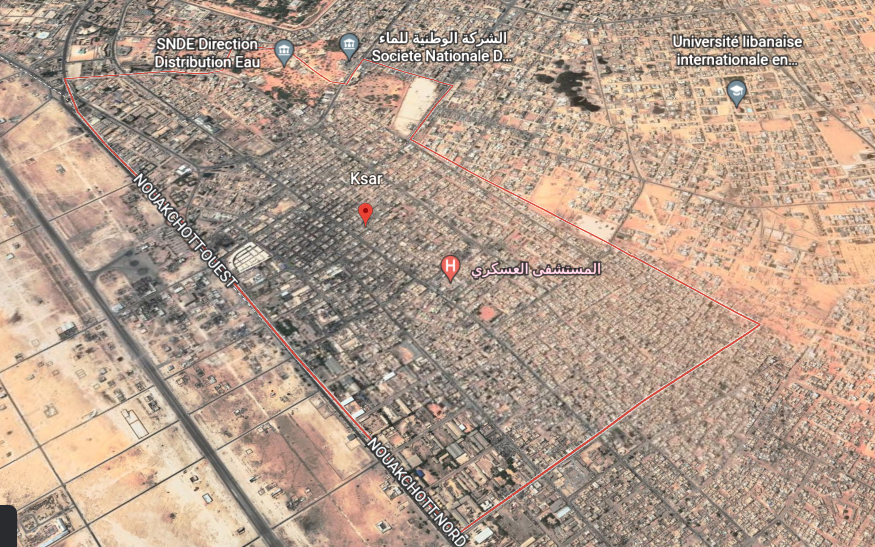 SNDE Direction
Distribution Eau
الشركة الوطنية للماء
Societe Nationale D...
Université libanaise
internationale en...
Ksar
NOUAKCHOTT-OUEST
H
المستشفى العسكري
NOUAKCHOTT-NORD